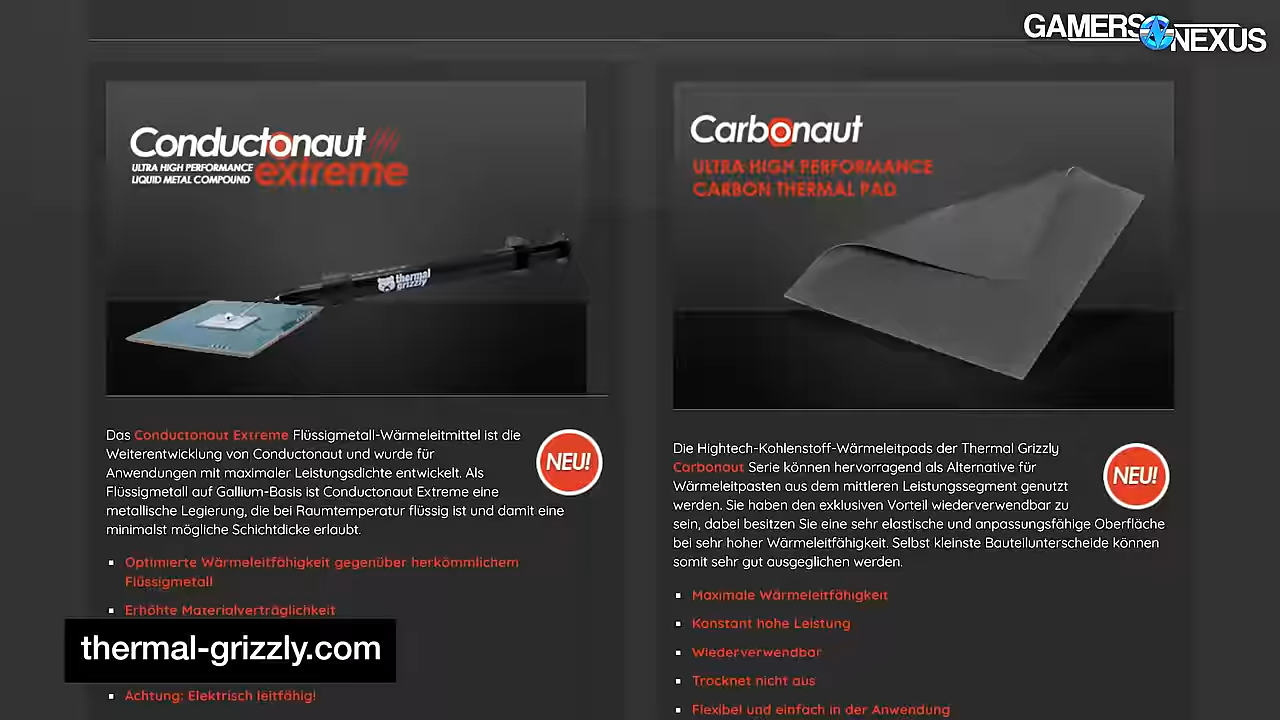 GAMERS NEXUS
Conductonaut
ULTRA HIGH PERFORMANCE
LIQUID METAL COMPOUND
extreme
thermal
grizzly
Das Conductonaut Extreme Flüssigmetall-Wärmeleitmittel ist die
Weiterentwicklung von Conductonaut und wurde für
Anwendungen mit maximaler Leistungsdichte entwickelt. Als
Flüssigmetall auf Gallium-Basis ist Conductonaut Extreme eine
metallische Legierung, die bei Raumtemperatur flüssig ist und damit eine
minimalst mögliche Schichtdicke erlaubt.
NEU!
Optimierte Wärmeleitfähigkeit gegenüber herkömmlichem
Flüssigmetall
Erhöhte Materialverträglichkeit
thermal-grizzly.com
Achtung: Elektrisch leitfähig!
Carbonaut
ULTRA HIGH PERFORMANCE
CARBON THERMAL PAD
Die Hightech-Kohlenstoff-Wärmeleitpads der Thermal Grizzly
Carbonaut Serie können hervorragend als Alternative für
Wärmeleitpasten aus dem mittleren Leistungssegment genutzt
werden. Sie haben den exklusiven Vorteil wiederverwendbar zu
sein, dabei besitzen Sie eine sehr elastische und anpassungsfähige Oberfläche
bei sehr hoher Wärmeleitfähigkeit. Selbst kleinste Bauteilunterscheide können
somit sehr gut ausgeglichen werden.
NEU!
Maximale Wärmeleitfähigkeit
Konstant hohe Leistung
Wiederverwendbar
Trocknet nicht aus
Flexibel und einfach in der Anwendung